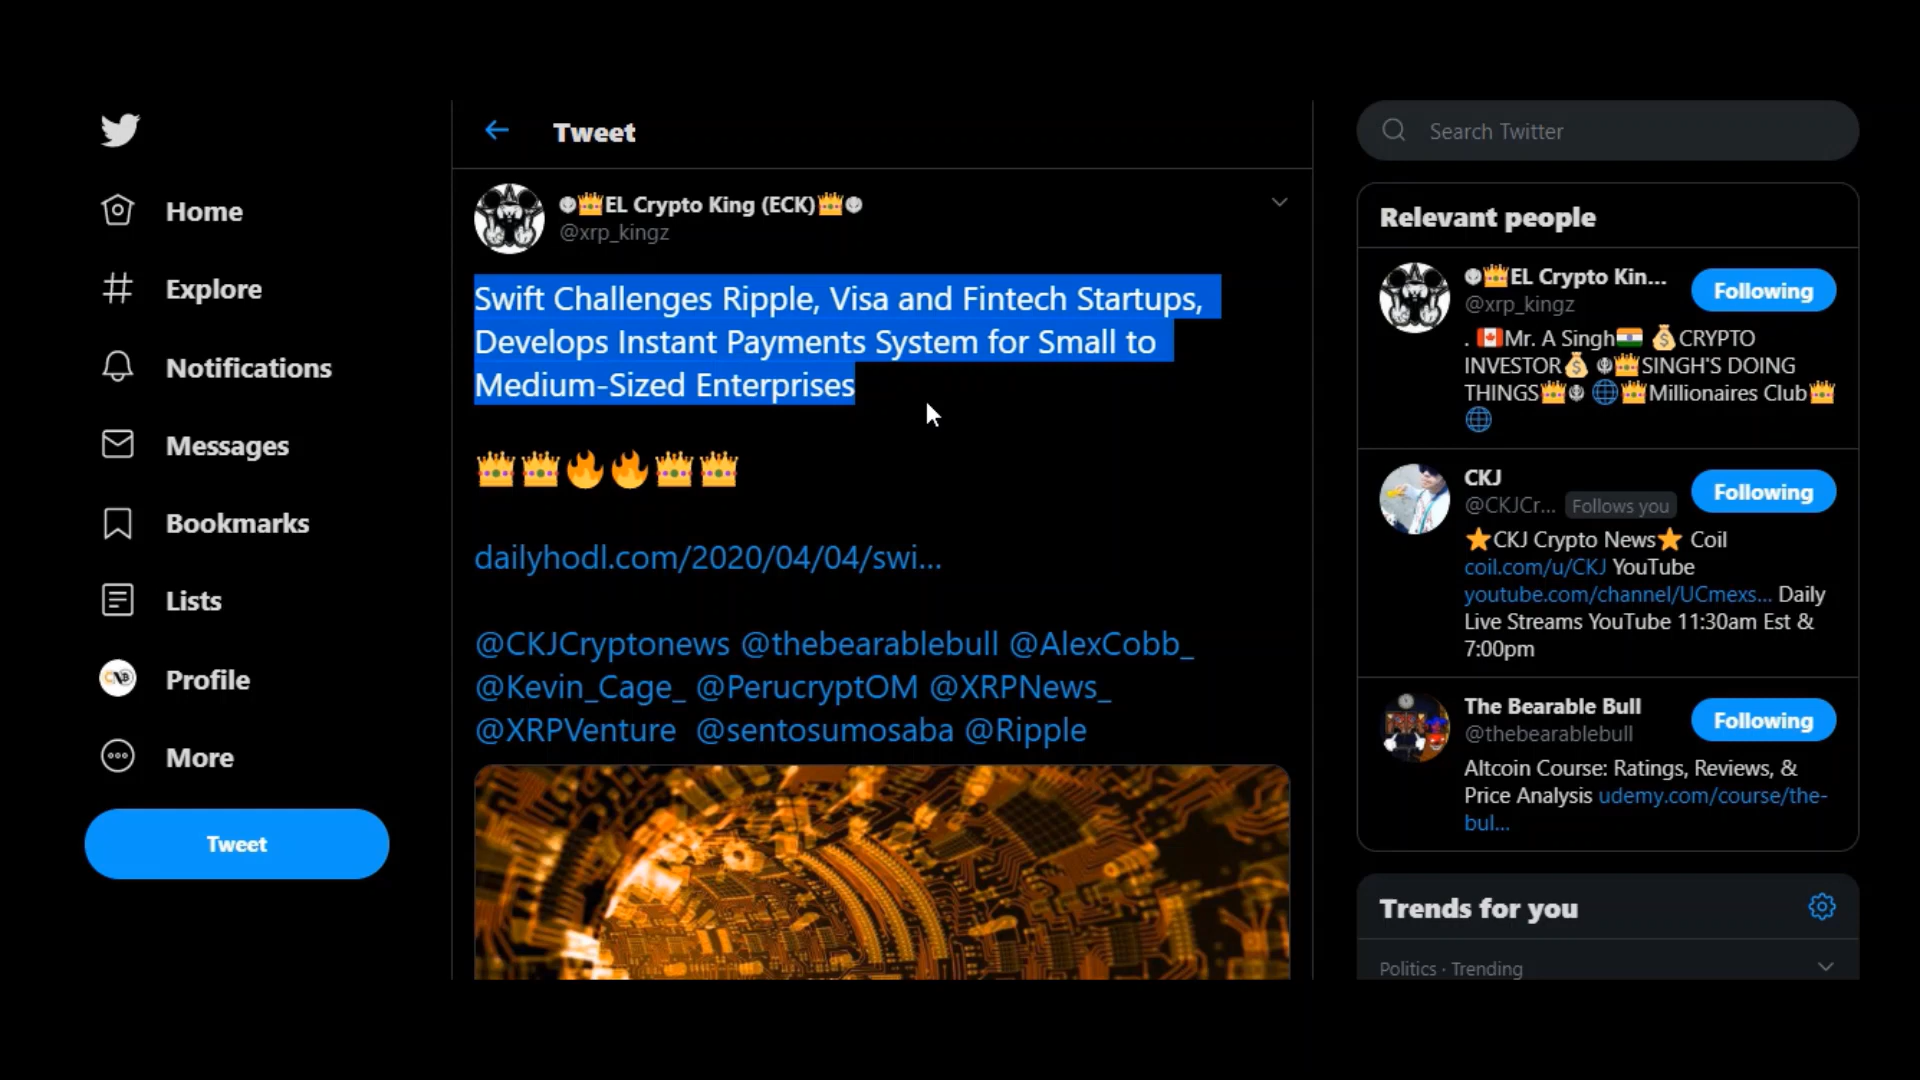 Home
Explore
Notifications
Messages
Bookmarks
Lists
Profile
More
Tweet
Tweet
EL Crypto King (ECK)
@xrp_kingz
Swift Challenges Ripple, Visa and Fintech Startups,
Develops Instant Payments System for Small to
Medium-Sized Enterprises
dailyhodl.com/2020/04/04/swi...
@CKJCryptonews @thebearablebull @AlexCobb_
@Kevin_Cage_ @PerucryptOM @XRPNews_
@XRPVenture @sentosumosaba @Ripple
Search Twitter
Relevant people
EL Crypto Kin...
@xrp_kingz
Following
. 🇨🇦Mr. A Singh🇮🇳 💰CRYPTO
INVESTOR💰 👑SINGH'S DOING
THINGS👑 🌐👑Millionaires Club👑
🌐
CKJ
@CKJCr... Follows you
Following
⭐CKJ Crypto News⭐ Coil
coil.com/u/CKJ YouTube
youtube.com/channel/UCmexs... Daily
Live Streams YouTube 11:30am Est &
7:00pm
The Bearable Bull
@thebearablebull
Following
Altcoin Course: Ratings, Reviews, &
Price Analysis udemy.com/course/the-
bul...
Trends for you
Politics · Trending